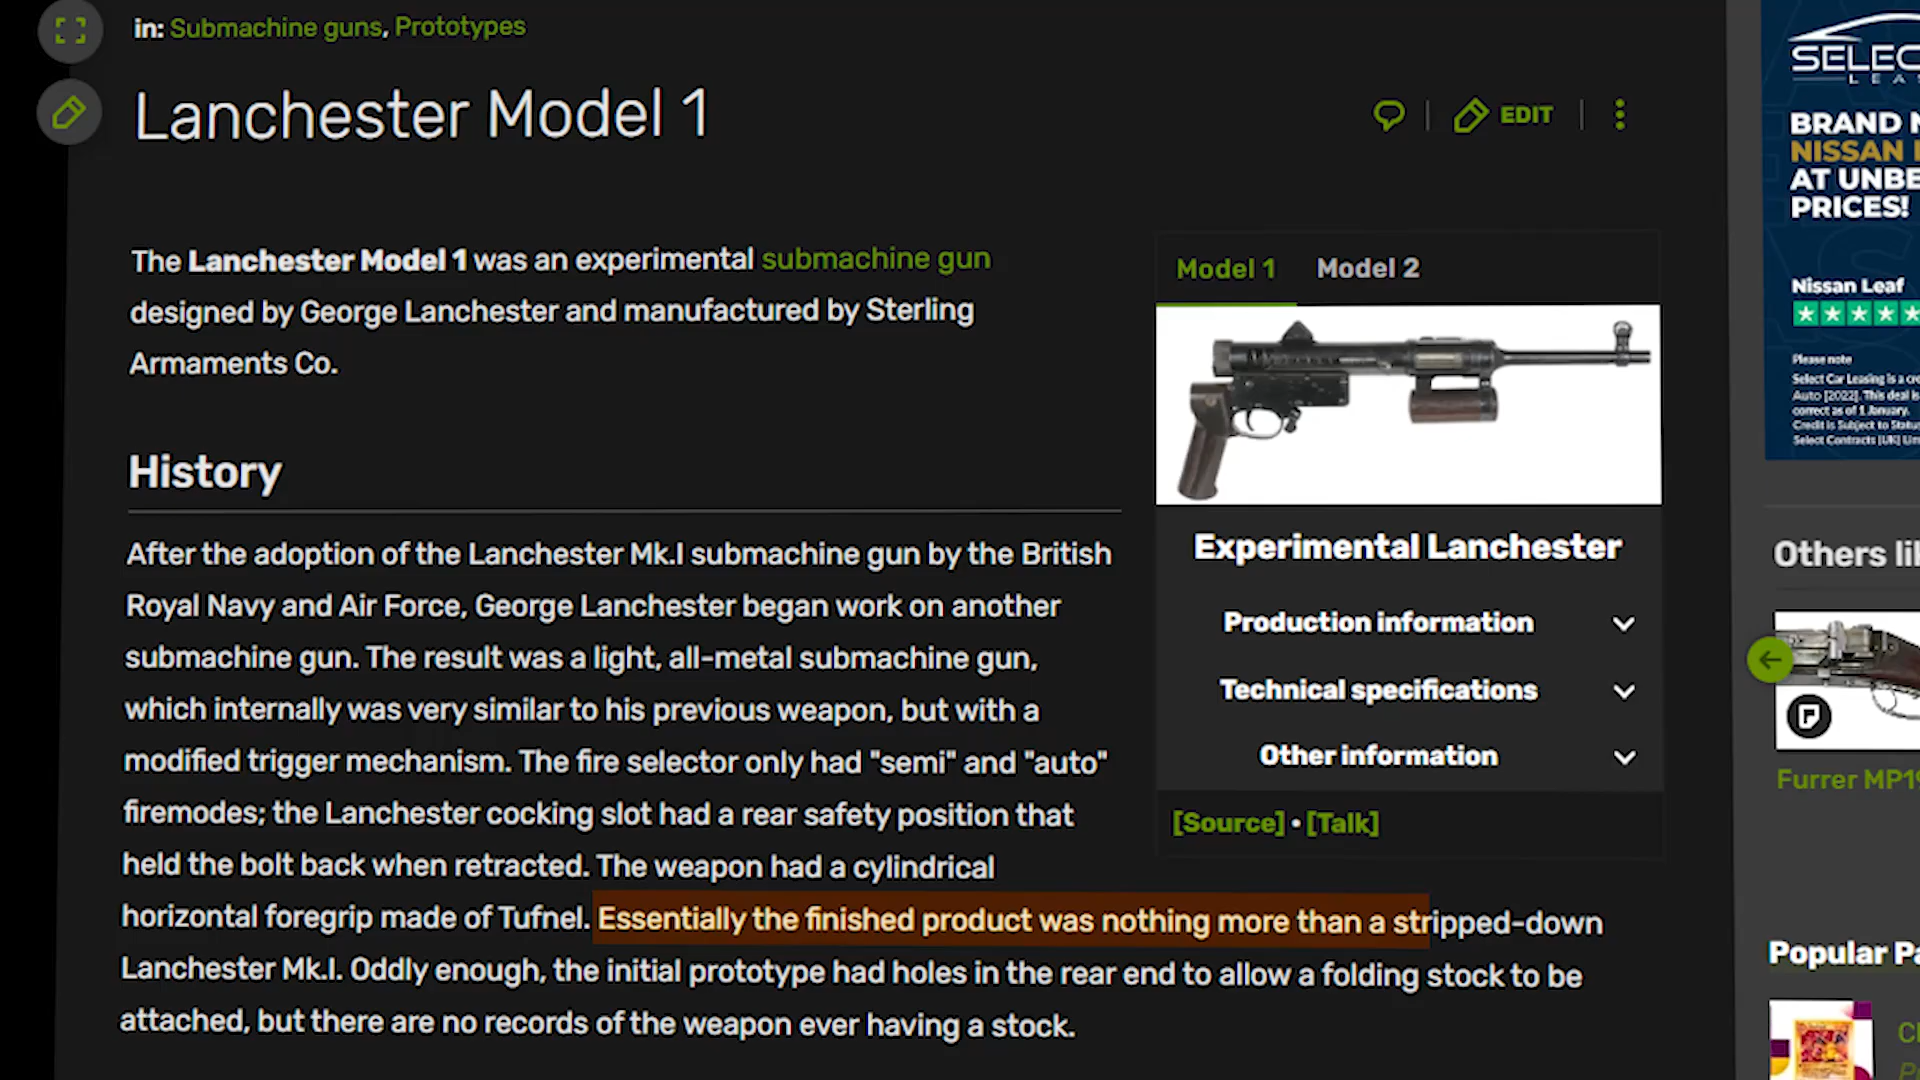 in: Submachine guns, Prototypes
Lanchester Model 1
EDIT
The Lanchester Model 1 was an experimental submachine gun
designed by George Lanchester and manufactured by Sterling
Armaments Co.
History
After the adoption of the Lanchester Mk.I submachine gun by the British
Royal Navy and Air Force, George Lanchester began work on another
submachine gun. The result was a light, all-metal submachine gun,
which internally was very similar to his previous weapon, but with a
modified trigger mechanism. The fire selector only had "semi" and "auto"
firemodes; the Lanchester cocking slot had a rear safety position that
held the bolt back when retracted. The weapon had a cylindrical
horizontal foregrip made of Tufnel. Essentially the finished product was nothing more than a stripped-down
Lanchester Mk.I. Oddly enough, the initial prototype had holes in the rear end to allow a folding stock to be
attached, but there are no records of the weapon ever having a stock.
Model 1 Model 2
Experimental Lanchester
Production information
Technical specifications
Other information
[Source] • [Talk]
SELEC
LEA
BRAND N
NISSAN
AT UNBE
PRICES!
Nissan Leaf
Please note
Select Car Leasing is a cre
Auto [2022]. This deal is
correct as of 1 January.
Credit is Subject to Status
Select Contracts (UK) Lim
Others lik
Furrer MP19
Popular Pa